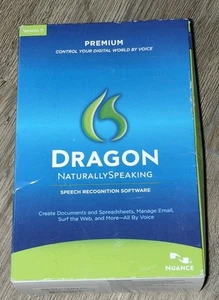 PREMIUM
CONTROL YOUR DIGITAL WORLD BY VOICE
DRAGON
NATURALLYSPEAKING
SPEECH RECOGNITION SOFTWARE
Create Documents and Spreadsheets, Manage Email,
Surf the Web, and More—All By Voice
NUANCE